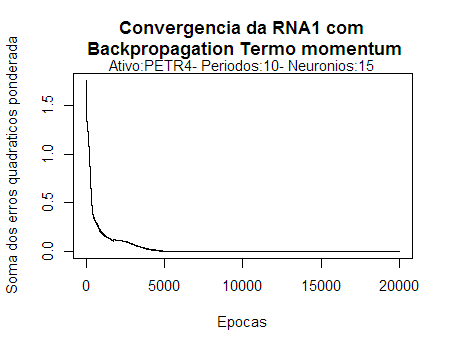 Convergencia da RNA1 com
Backpropagation Termo momentum
Ativo:PETR4- Periodos:10- Neuronios:15
Soma dos erros quadraticos ponderada
1.5
1.0
0.5
0.0
0
5000
10000
15000
20000
Epocas